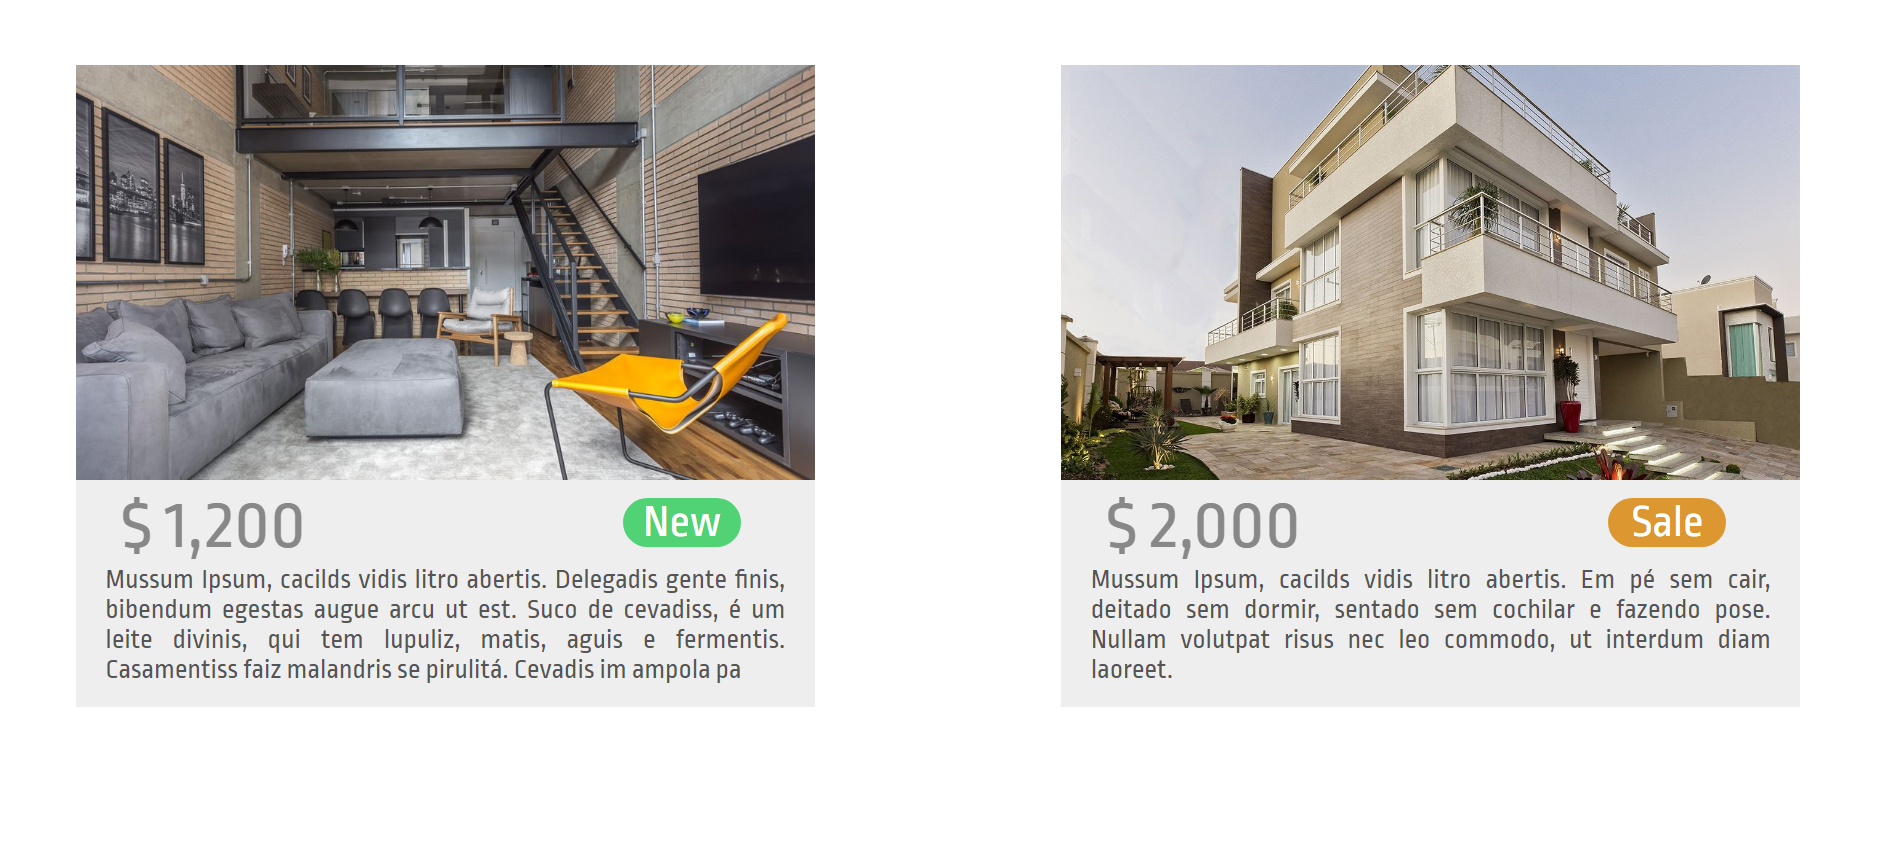 $ 1,200
New
Mussum Ipsum, cacilds vidis litro abertis. Delegadis gente finis,
bibendum egestas augue arcu ut est. Suco de cevadiss, é um
leite divinis, qui tem lupuliz, matis, aguis e fermentis.
Casamentiss faiz malandris se pirulitá. Cevadis im ampola pa
$ 2,000
Sale
Mussum Ipsum, cacilds vidis litro abertis. Em pé sem cair,
deitado sem dormir, sentado sem cochilar e fazendo pose.
Nullam volutpat risus nec leo commodo, ut interdum diam
laoreet.